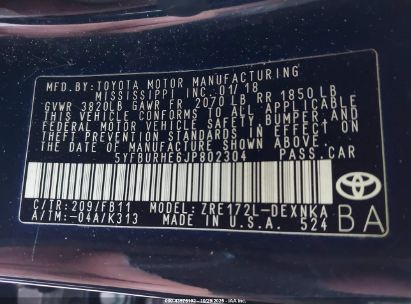 MFD. BY: TOYOTA MOTOR MANUFACTURING
MISSISSIPPI INC. 01/18
GVWR 3820LB GAWR FR 2070 LB RR 1850 LB
THIS VEHICLE CONFORMS TO ALL APPLICABLE
FEDERAL MOTOR VEHICLE SAFETY, BUMPER, AND
THEFT PREVENTION STANDARDS IN EFFECT ON
THE DATE OF MANUFACTURE SHOWN ABOVE.
5YFBURHE6JP802304 PASS.CAR
C/TR: 209/FB11 MODEL: ZRE172L-DEXNKA
A/TM: -04A/K313 MADE IN U.S.A. 524
BA
TOYOTA